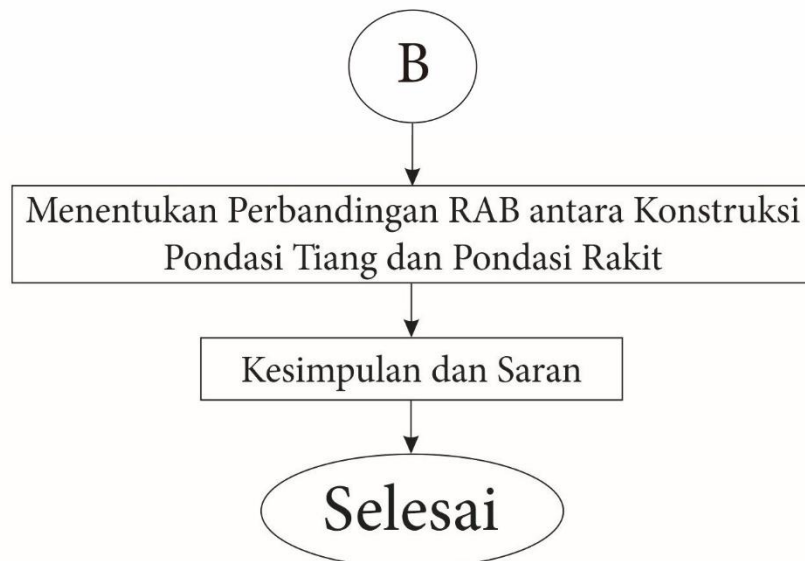 B
Menentukan Perbandingan RAB antara Konstruksi
Pondasi Tiang dan Pondasi Rakit
Kesimpulan dan Saran
Selesai